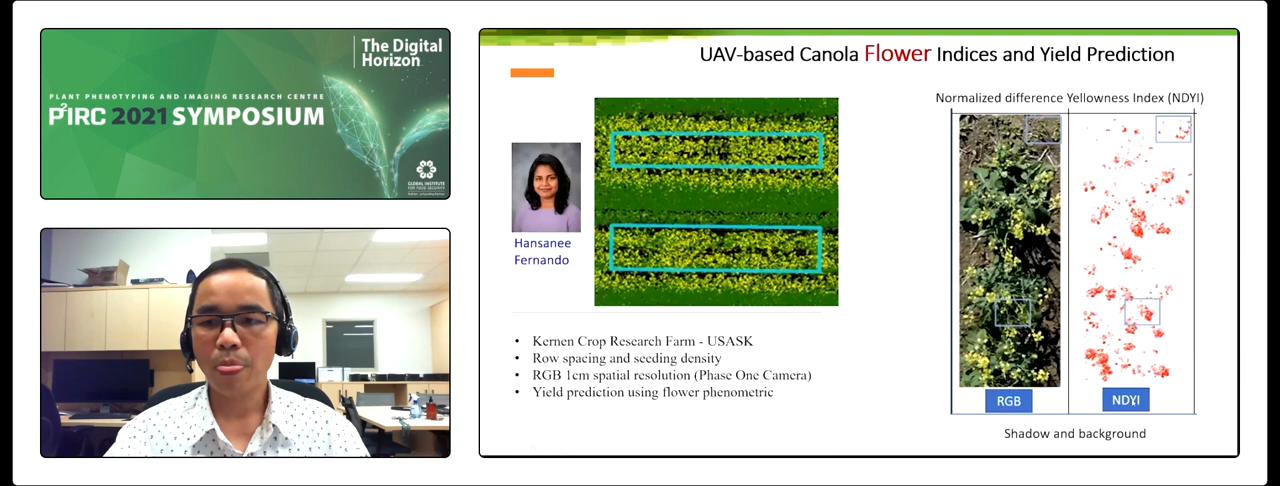 The Digital
Horizon
PLANT PHENOTYPING AND IMAGING RESEARCH CENTRE
P²IRC 2021 SYMPOSIUM
GLOBAL INSTITUTE
FOR FOOD SECURITY
UAV-based Canola Flower Indices and Yield Prediction
Hansanee
Fernando
• Kernen Crop Research Farm - USASK
• Row spacing and seeding density
• RGB 1cm spatial resolution (Phase One Camera)
• Yield prediction using flower phenometric
Normalized difference Yellowness Index (NDYI)
RGB
NDYI
Shadow and background